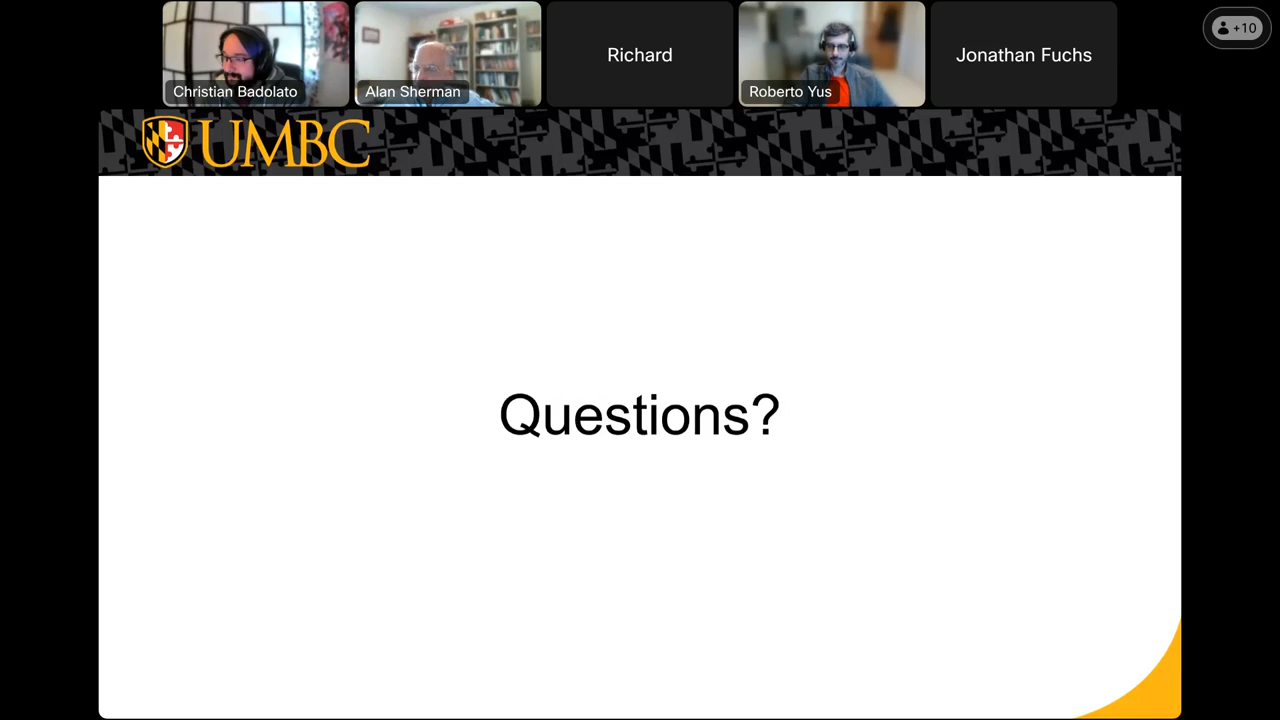 Christian Badolato
Alan Sherman
Richard
Roberto Yus
Jonathan Fuchs
+10
UMBC
Questions?